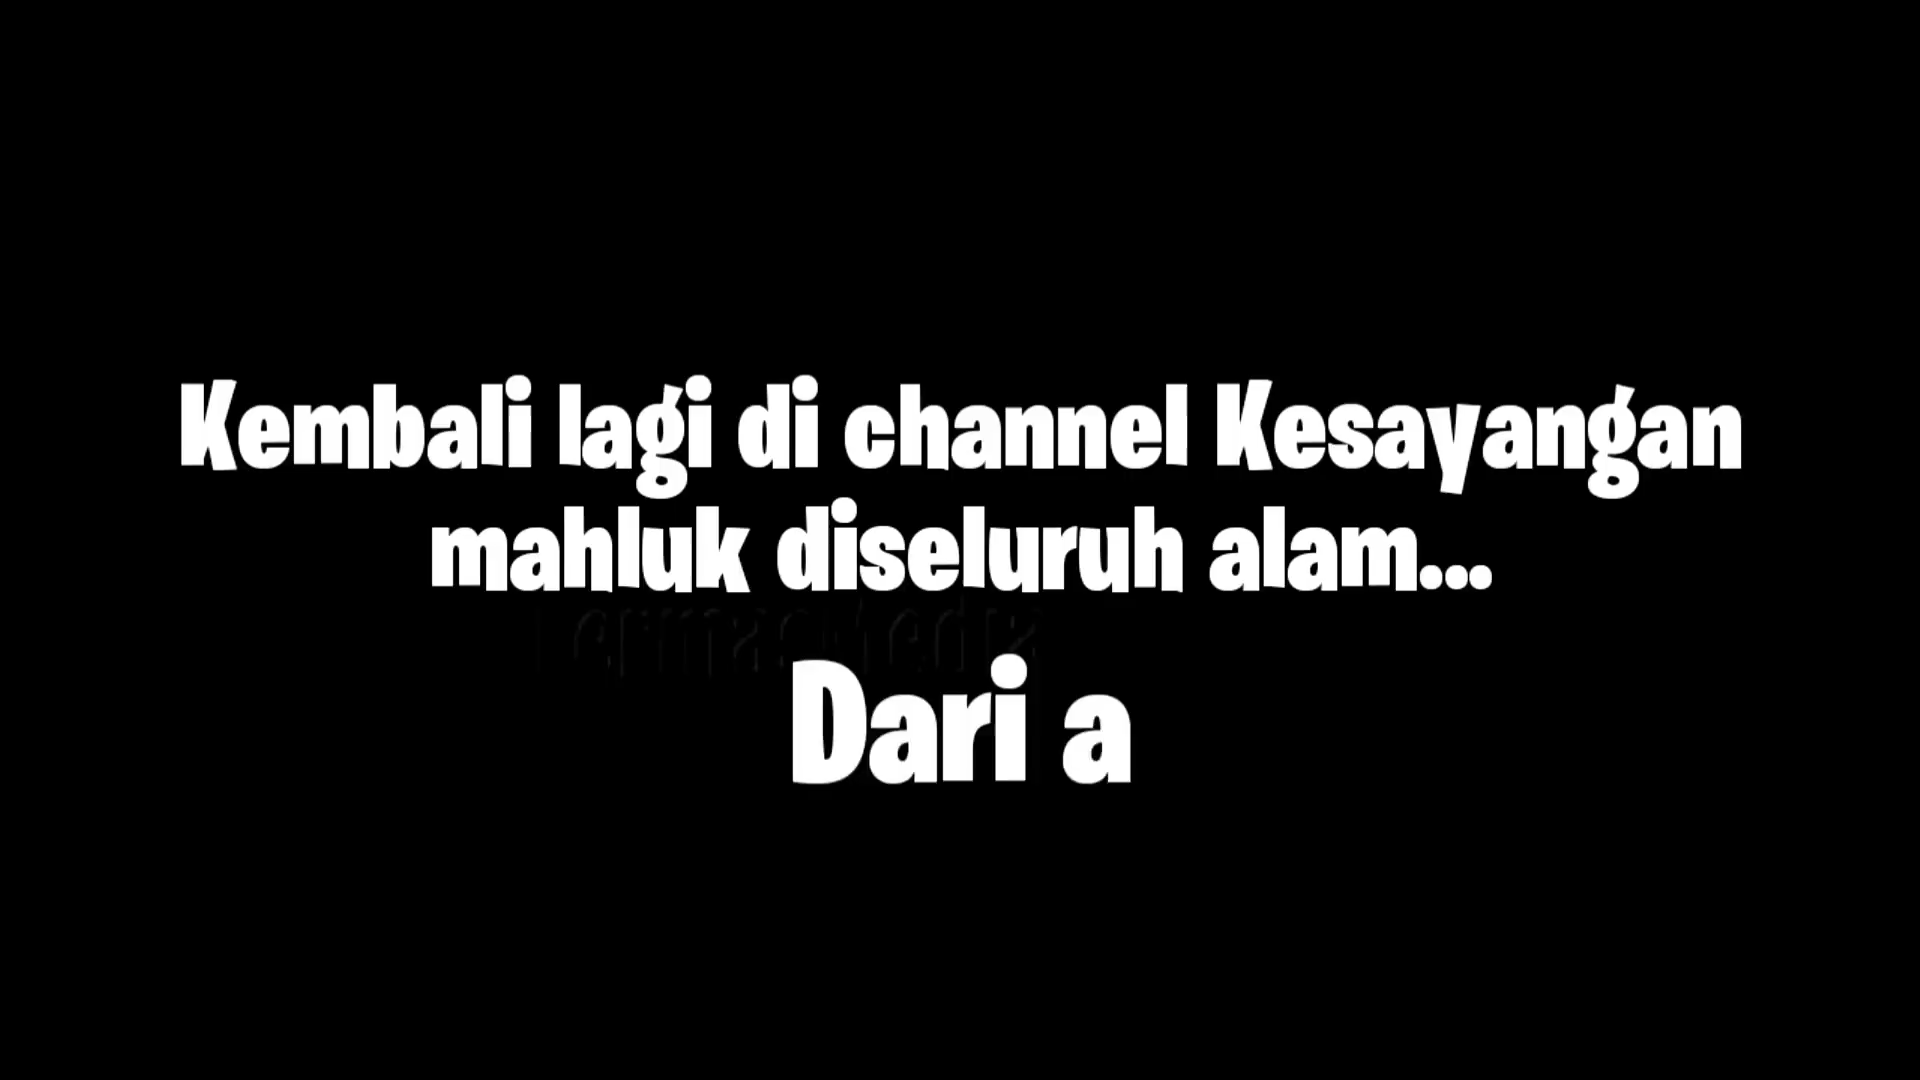 Kembali lagi di channel Kesayangan
mahluk diseluruh alam...
Dari a